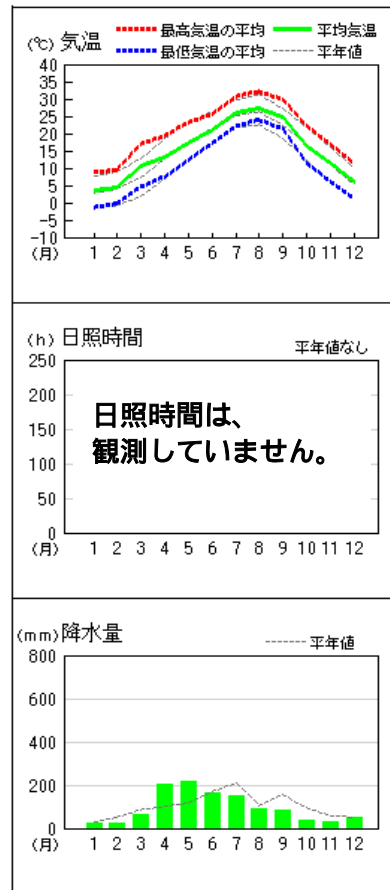 (℃) 気温 最高気温の平均 平均気温
最低気温の平均 平年値
40
35
30
25
20
15
10
5
0
-5
-10
(月) 1 2 3 4 5 6 7 8 9 10 11 12
(h) 日照時間 平年値なし
250
200
150
100
50
0
日照時間は、
観測していません。
(月) 1 2 3 4 5 6 7 8 9 10 11 12
(mm) 降水量 平年値
800
600
400
200
0
(月) 1 2 3 4 5 6 7 8 9 10 11 12